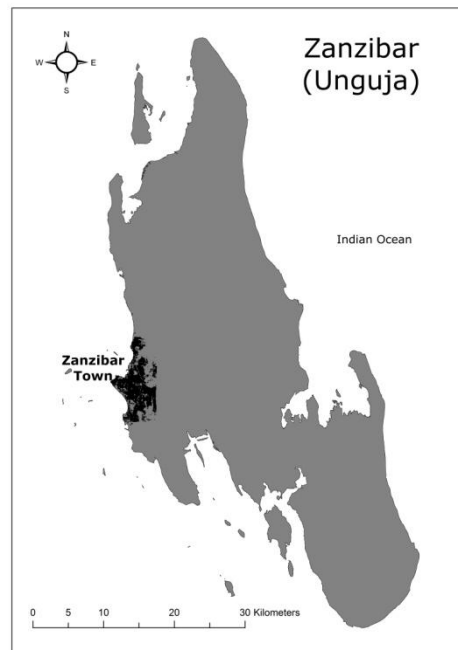 N
W E
S
Zanzibar
(Unguja)
Indian Ocean
Zanzibar
Town
0 5 10 20 30 Kilometers